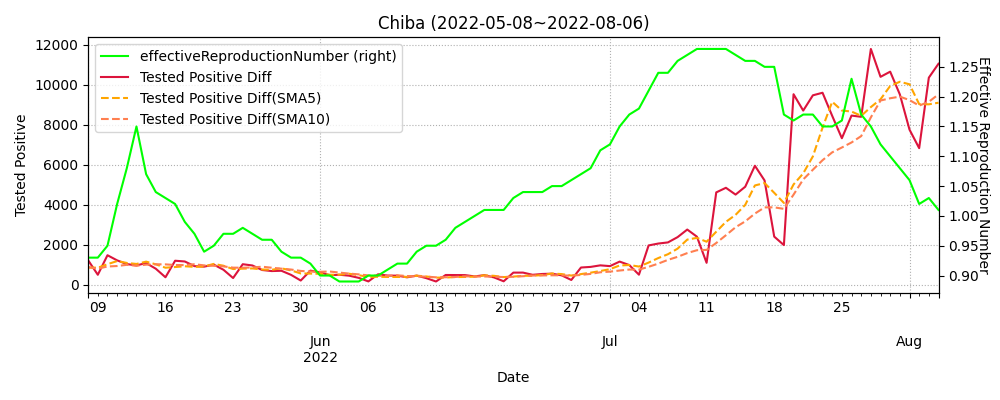 Chiba (2022-05-08~2022-08-06)
effectiveReproductionNumber (right)
Tested Positive Diff
Tested Positive Diff(SMA5)
Tested Positive Diff(SMA10)
Tested Positive
12000
10000
8000
6000
4000
2000
0
Effective Reproduction Number
1.25
1.20
1.15
1.10
1.05
1.00
0.95
0.90
09 16 23 30 06 13 20 27 04 11 18 25
Jun Jul Aug
2022
Date